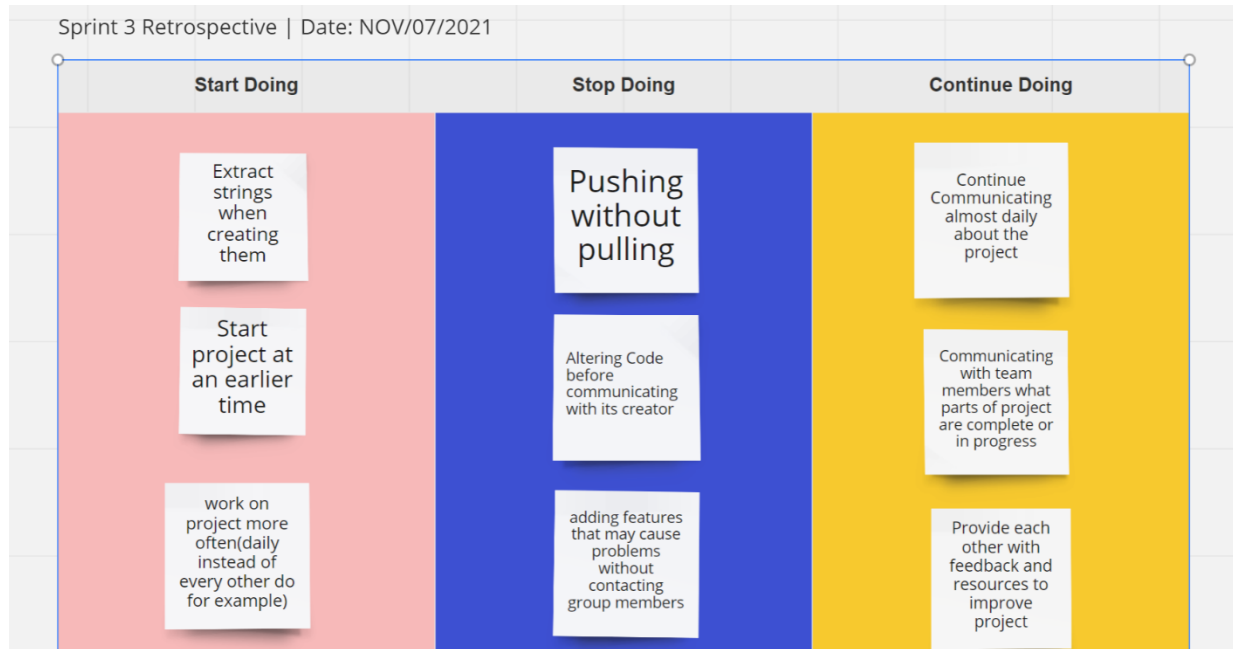 Sprint 3 Retrospective | Date: NOV/07/2021
Start Doing
Stop Doing
Continue Doing
Extract
strings
when
creating
them
Start
project at
an earlier
time
work on
project more
often(daily
instead of
every other do
for example)
Pushing
without
pulling
Altering Code
before
communicating
with its creator
adding features
that may cause
problems
without
contacting
group members
Continue
Communicating
almost daily
about the
project
Communicating
with team
members what
parts of project
are complete or
in progress
Provide each
other with
feedback and
resources to
improve
project